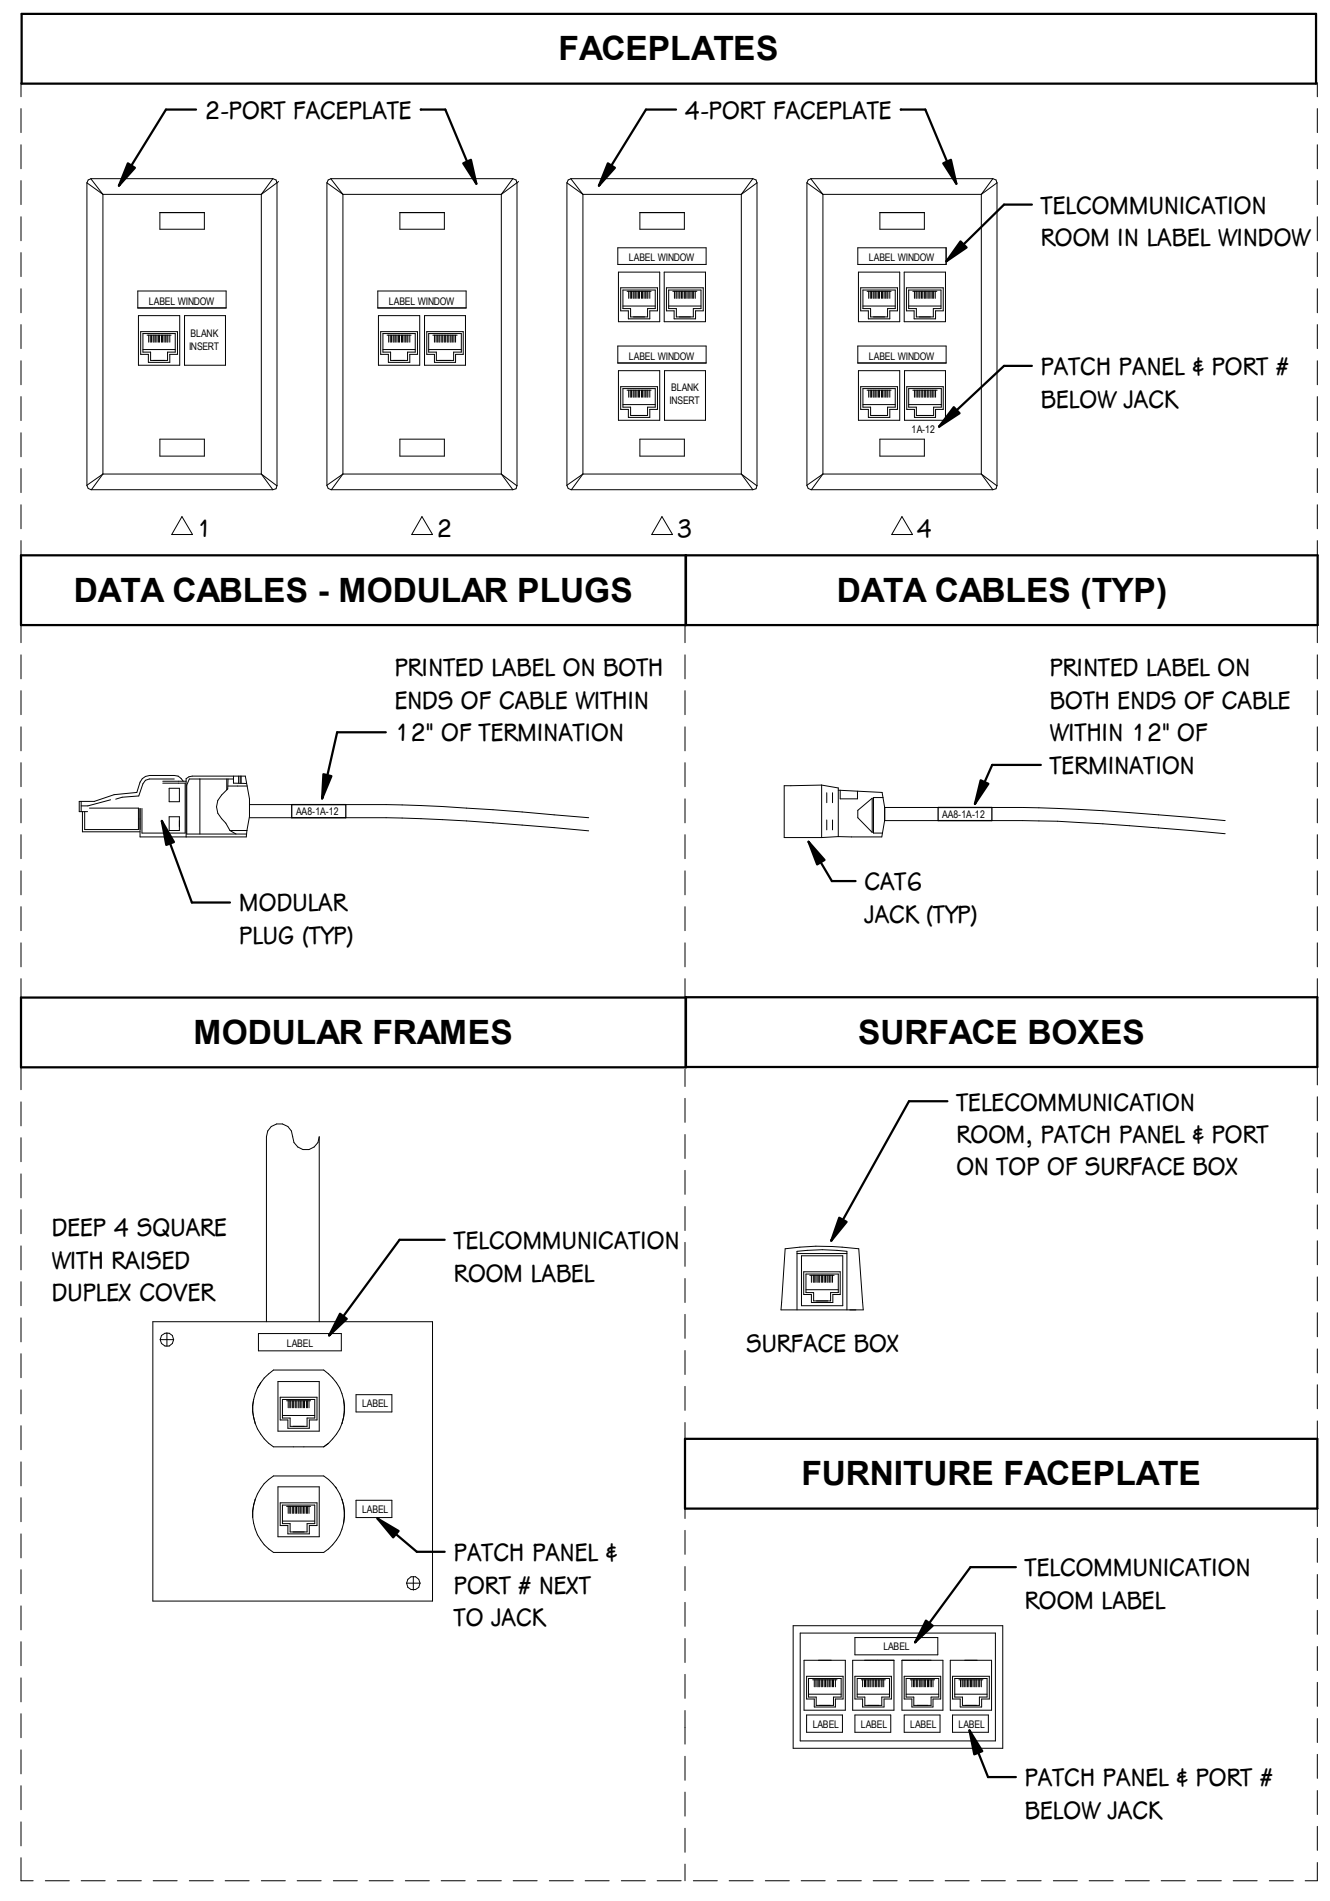 FACEPLATES
2-PORT FACEPLATE
4-PORT FACEPLATE
TELCOMMUNICATION
ROOM IN LABEL WINDOW
LABEL WINDOW
BLANK
INSERT
LABEL WINDOW
LABEL WINDOW
LABEL WINDOW
BLANK
INSERT
LABEL WINDOW
LABEL WINDOW
1A-12
PATCH PANEL & PORT #
BELOW JACK
△1
△2
△3
△4
DATA CABLES - MODULAR PLUGS
PRINTED LABEL ON BOTH
ENDS OF CABLE WITHIN
12" OF TERMINATION
AA8-1A-12
MODULAR
PLUG (TYP)
DATA CABLES (TYP)
PRINTED LABEL ON
BOTH ENDS OF CABLE
WITHIN 12" OF
TERMINATION
AA8-1A-12
CAT6
JACK (TYP)
MODULAR FRAMES
DEEP 4 SQUARE
WITH RAISED
DUPLEX COVER
TELCOMMUNICATION
ROOM LABEL
LABEL
LABEL
LABEL
PATCH PANEL &
PORT # NEXT
TO JACK
SURFACE BOXES
TELECOMMUNICATION
ROOM, PATCH PANEL & PORT
ON TOP OF SURFACE BOX
SURFACE BOX
FURNITURE FACEPLATE
TELCOMMUNICATION
ROOM LABEL
LABEL
LABEL LABEL LABEL LABEL
PATCH PANEL & PORT #
BELOW JACK